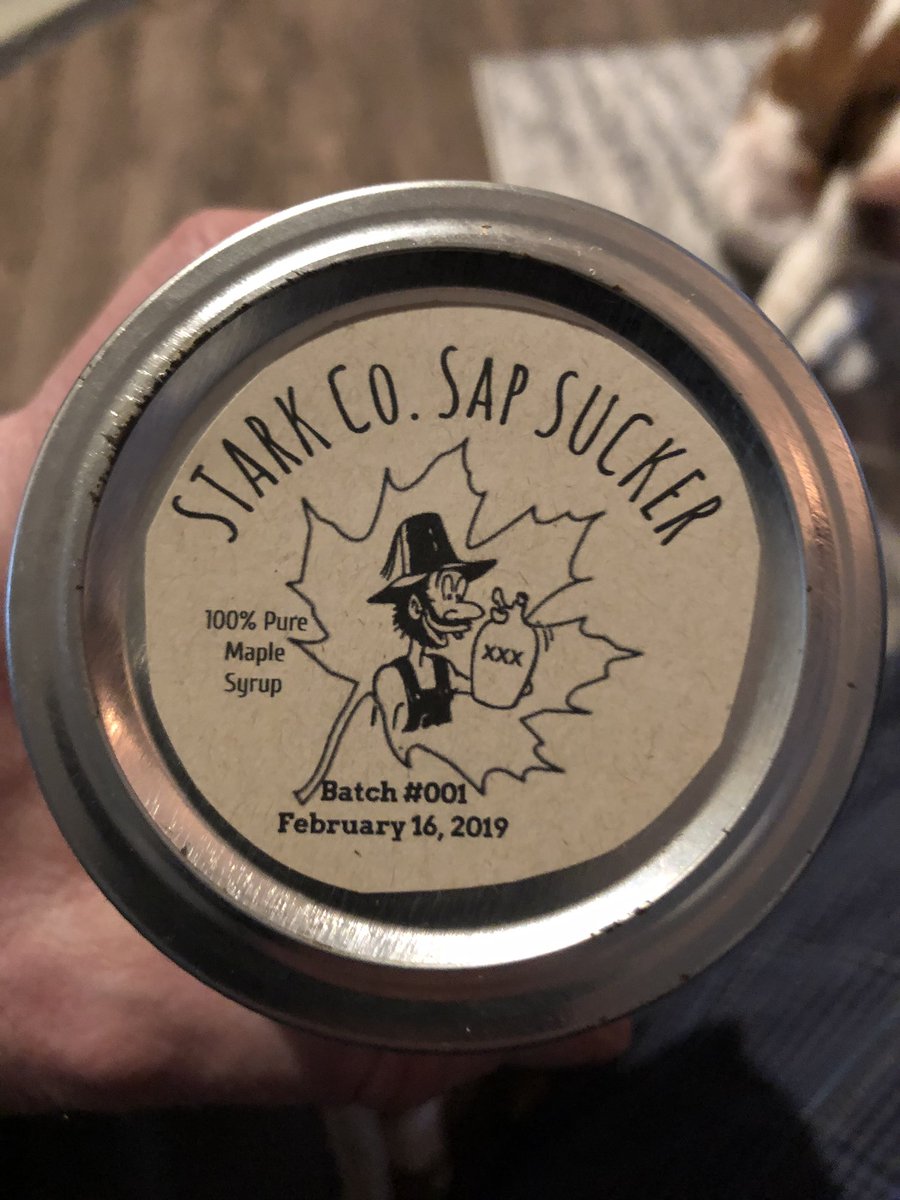 STARK CO. SAP SUCKER
100% Pure
Maple
Syrup
XXX
Batch #001
February 16, 2019